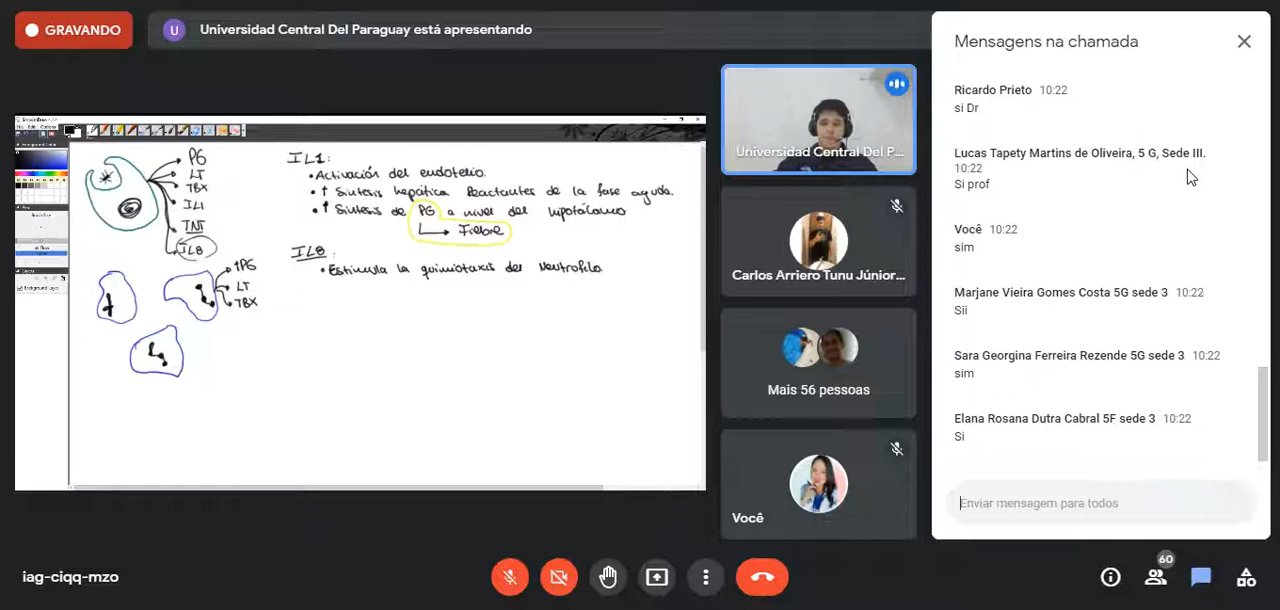 GRAVANDO
U
Universidad Central Del Paraguay está apresentando
File Edit Options
PG
LT
TBX
IL1
TNF
IL8
↑PG
LT
TBX
IL1:
• Activación del endotelio.
• ↑ Síntesis hepática Reactantes de la fase aguda.
• ↑ Síntesis de PG a nivel del hipotálamo
Fiebre
IL8:
• Estimula la quimiotaxis del Neutrofilo
Universidad Central Del P...
Carlos Arriero Tunu Júnior...
Mais 56 pessoas
Você
Mensagens na chamada
Ricardo Prieto 10:22
si Dr
Lucas Tapety Martins de Oliveira, 5 G, Sede III.
10:22
Si prof
Você 10:22
sim
Marjane Vieira Gomes Costa 5G sede 3 10:22
Sii
Sara Georgina Ferreira Rezende 5G sede 3 10:22
sim
Elana Rosana Dutra Cabral 5F sede 3 10:22
Si
Enviar mensagem para todos
iag-ciqq-mzo
60